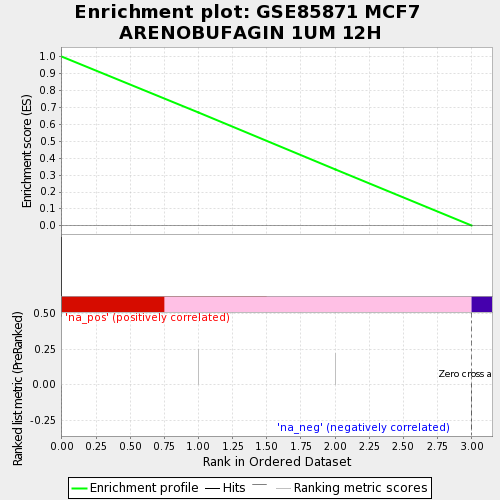 Enrichment plot: GSE85871 MCF7
ARENOBUFAGIN 1UM 12H
Enrichment score (ES)
1.0
0.9
0.8
0.7
0.6
0.5
0.4
0.3
0.2
0.1
0.0
Ranked list metric (PreRanked)
0.50
0.25
0.00
-0.25
'na_pos' (positively correlated)
Zero cross a
'na_neg' (negatively correlated)
0.00 0.25 0.50 0.75 1.00 1.25 1.50 1.75 2.00 2.25 2.50 2.75 3.00
Rank in Ordered Dataset
Enrichment profile Hits Ranking metric scores